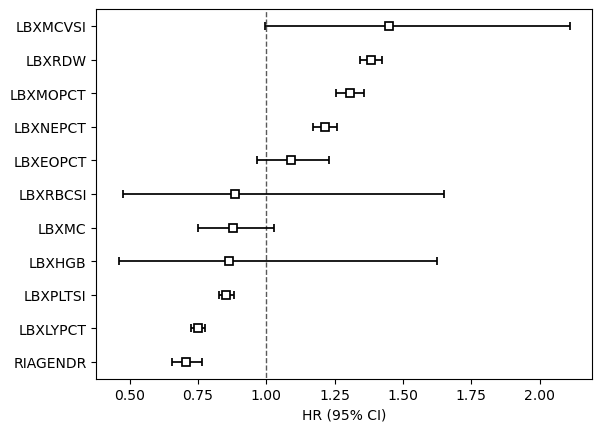 LBXMCVSI
LBXRDW
LBXMOPCT
LBXNEPCT
LBXEOPCT
LBXRBCSI
LBXMC
LBXHGB
LBXPLTSI
LBXLYPCT
RIAGENDR
0.50 0.75 1.00 1.25 1.50 1.75 2.00
HR (95% CI)